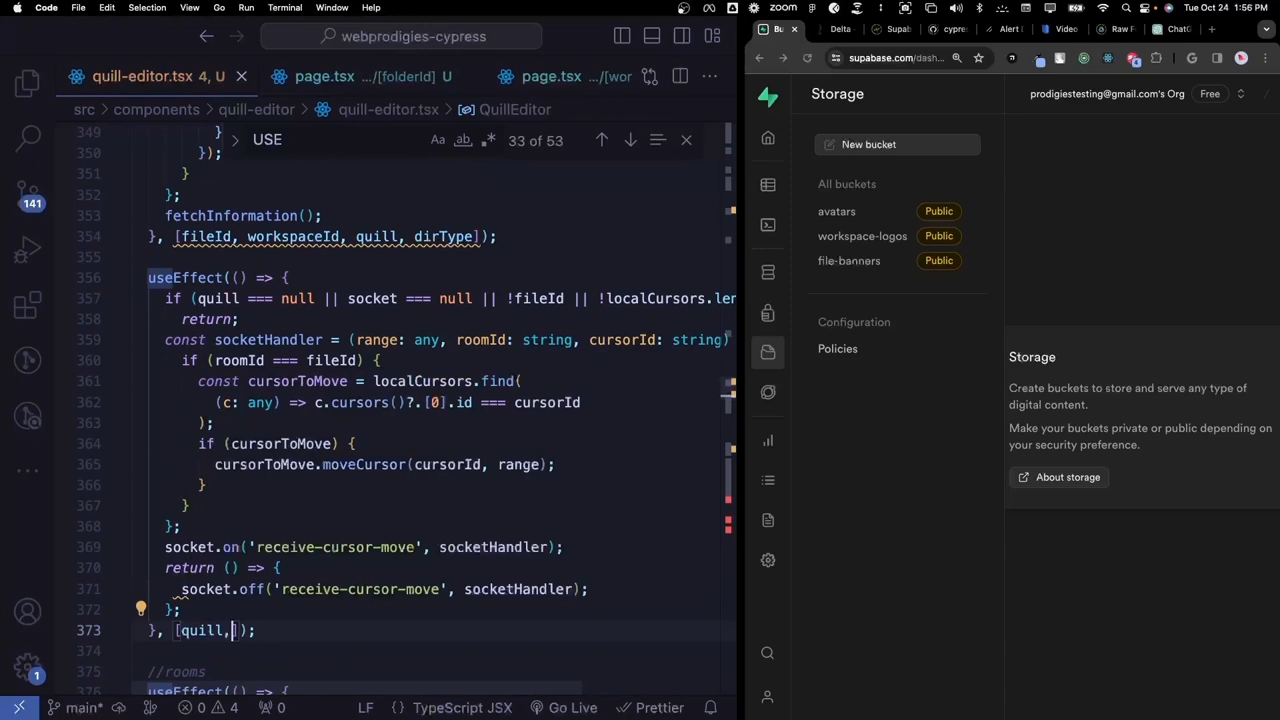 Code File Edit Selection View Go Run Terminal Window Help
zoom Tue Oct 24 1:56 PM
webprodigies-cypress
Bu Delta Supab cypre Alert Video Raw F ChatG
supabase.com/dash...
quill-editor.tsx 4, U page.tsx .../[folderId] U page.tsx .../[wor
src components quill-editor quill-editor.tsx QuillEditor
USE Aa ab 33 of 53
349 }
350 });
351 }
352 };
353 fetchInformation();
354 }, [fileId, workspaceId, quill, dirType]);
355
356 useEffect(() => {
357 if (quill === null || socket === null || !fileId || !localCursors.len
358 return;
359 const socketHandler = (range: any, roomId: string, cursorId: string)
360 if (roomId === fileId) {
361 const cursorToMove = localCursors.find(
362 (c: any) => c.cursors()?.[0].id === cursorId
363 );
364 if (cursorToMove) {
365 cursorToMove.moveCursor(cursorId, range);
366 }
367 }
368 };
369 socket.on('receive-cursor-move', socketHandler);
370 return () => {
371 socket.off('receive-cursor-move', socketHandler);
372 };
373 }, [quill,]);
374
375 //rooms
376 useEffect(() => {
141
1
main* 0 4 0 LF {} TypeScript JSX Go Live Prettier
Storage
prodigiestesting@gmail.com's Org Free
New bucket
All buckets
avatars Public
workspace-logos Public
file-banners Public
Configuration
Policies
Storage
Create buckets to store and serve any type of
digital content.
Make your buckets private or public depending on
your security preference.
About storage